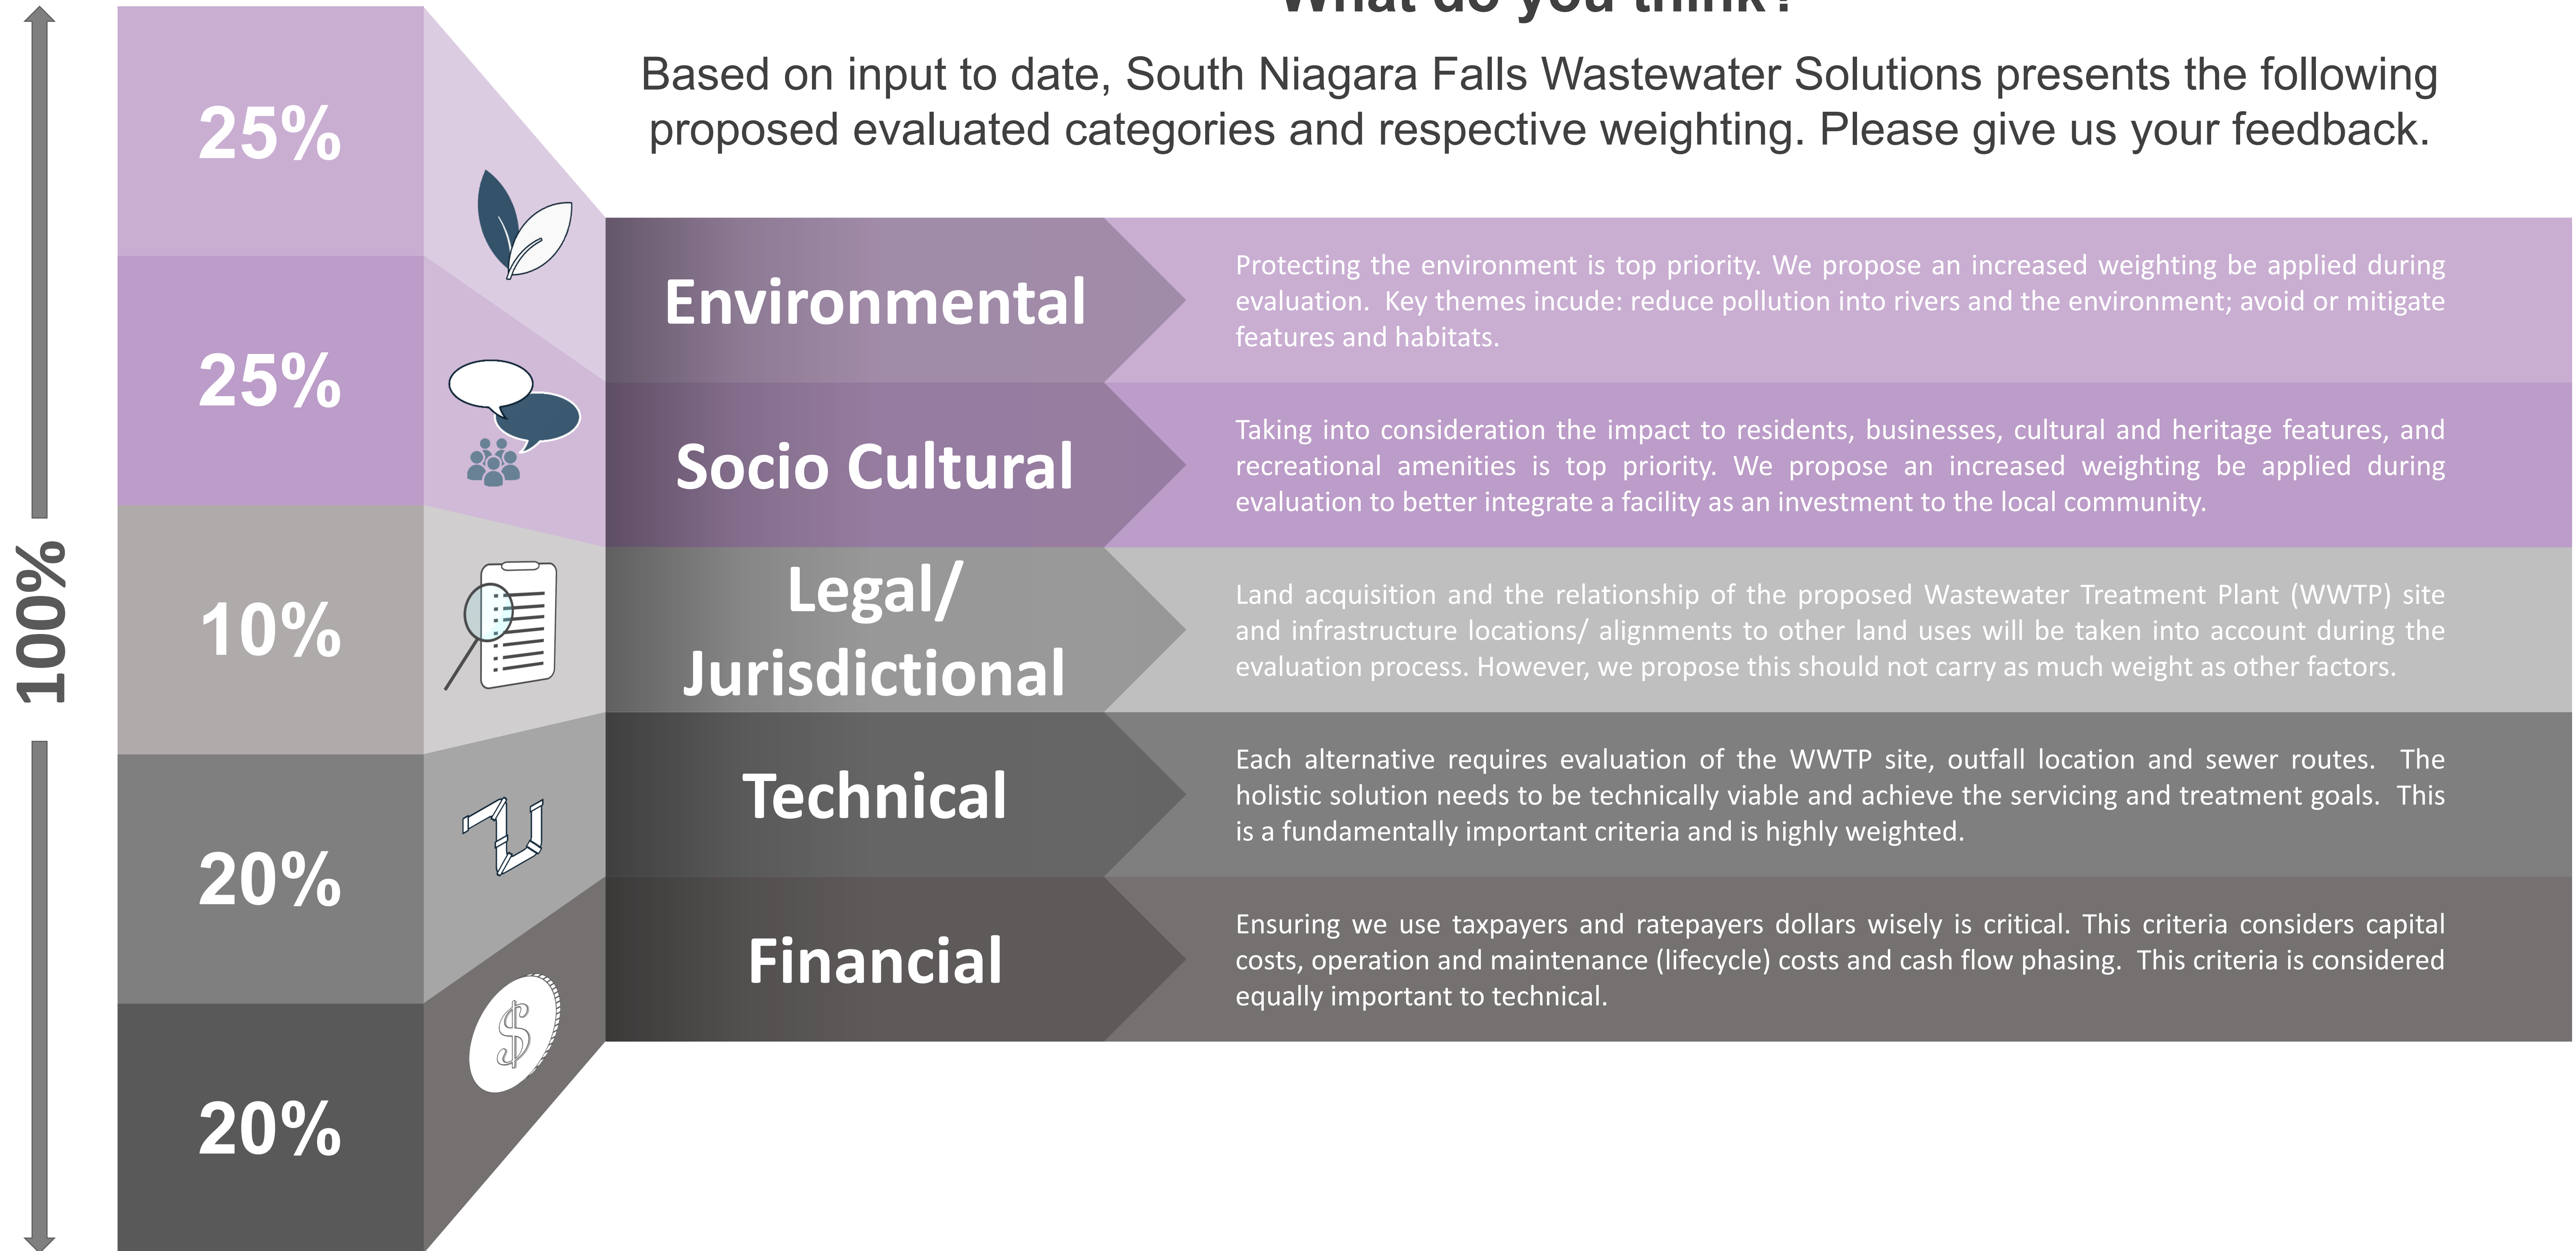 What do you think?
Based on input to date, South Niagara Falls Wastewater Solutions presents the following
proposed evaluated categories and respective weighting. Please give us your feedback.
100%
25%
Environmental
Protecting the environment is top priority. We propose an increased weighting be applied during
evaluation. Key themes incude: reduce pollution into rivers and the environment; avoid or mitigate
features and habitats.
25%
Socio Cultural
Taking into consideration the impact to residents, businesses, cultural and heritage features, and
recreational amenities is top priority. We propose an increased weighting be applied during
evaluation to better integrate a facility as an investment to the local community.
10%
Legal/
Jurisdictional
Land acquisition and the relationship of the proposed Wastewater Treatment Plant (WWTP) site
and infrastructure locations/ alignments to other land uses will be taken into account during the
evaluation process. However, we propose this should not carry as much weight as other factors.
20%
Technical
Each alternative requires evaluation of the WWTP site, outfall location and sewer routes. The
holistic solution needs to be technically viable and achieve the servicing and treatment goals. This
is a fundamentally important criteria and is highly weighted.
20%
$
Financial
Ensuring we use taxpayers and ratepayers dollars wisely is critical. This criteria considers capital
costs, operation and maintenance (lifecycle) costs and cash flow phasing. This criteria is considered
equally important to technical.